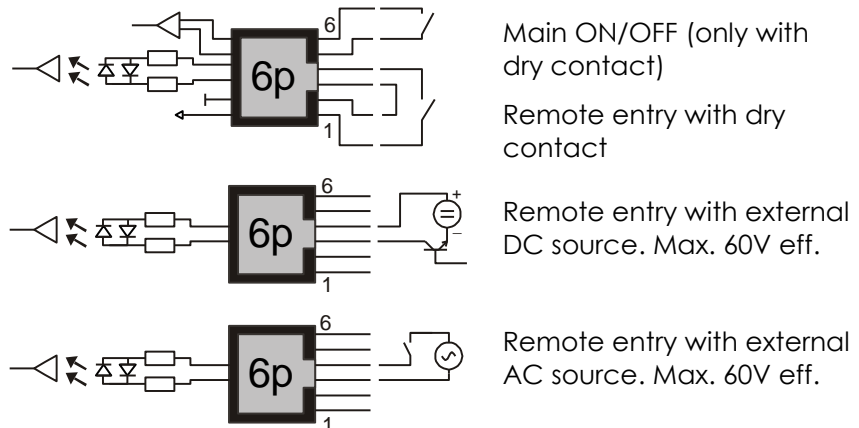 6
6p
1
Main ON/OFF (only with
dry contact)
Remote entry with dry
contact
6
6p
1
+
=
−
Remote entry with external
DC source. Max. 60V eff.
6
6p
1
Remote entry with external
AC source. Max. 60V eff.